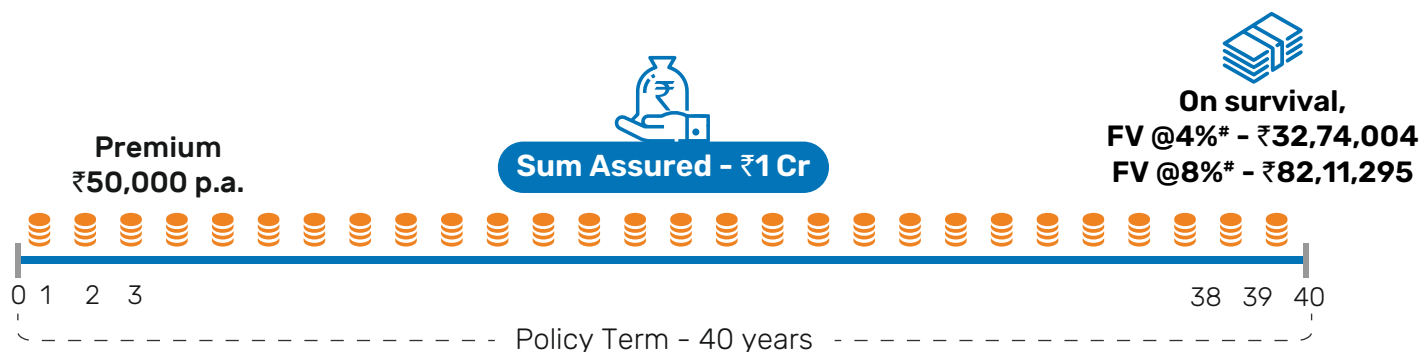 ₹
On survival,
FV @4%# - ₹32,74,004
FV @8%# - ₹82,11,295
Premium
₹50,000 p.a.
Sum Assured - ₹1 Cr
0 1 2 3 38 39 40
Policy Term - 40 years